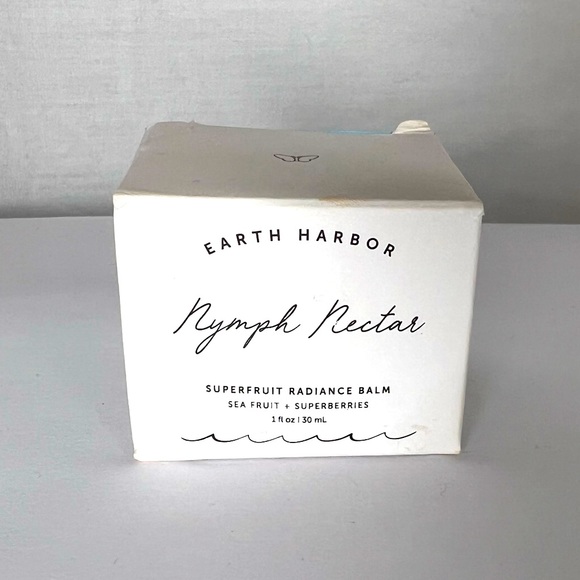 EARTH HARBOR
Nymph Nectar
SUPERFRUIT RADIANCE BALM
SEA FRUIT + SUPERBERRIES
1 fl oz | 30 mL